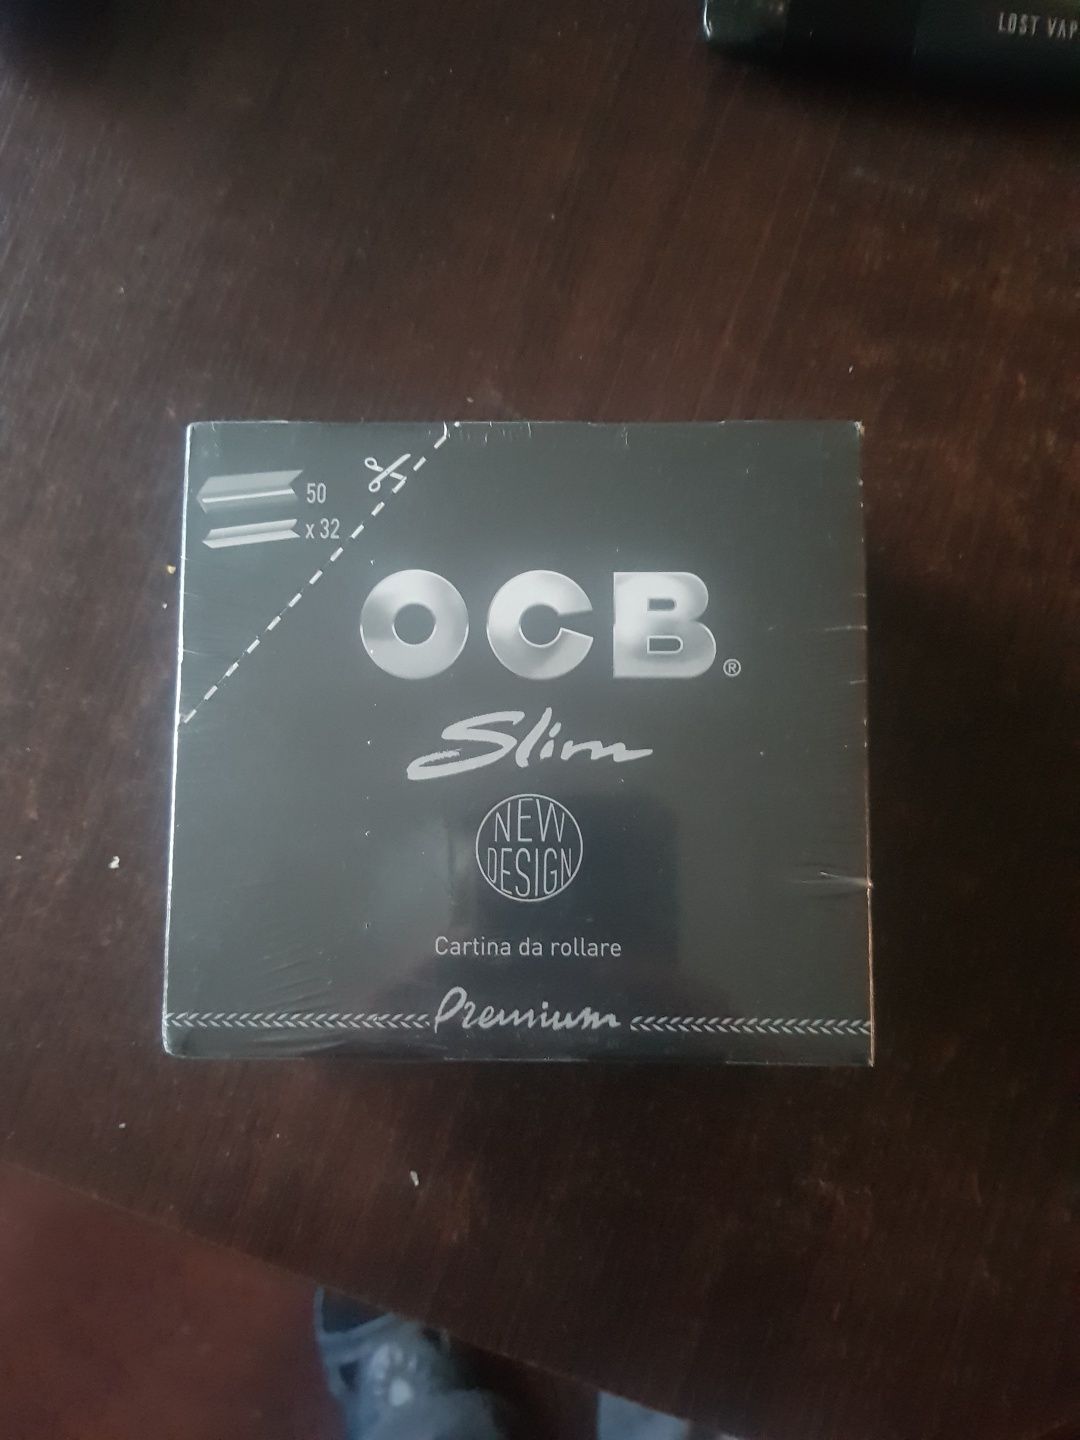 LOST VAP
50
x 32
OCB®
Slim
NEW
DESIGN
Cartina da rollare
Premium